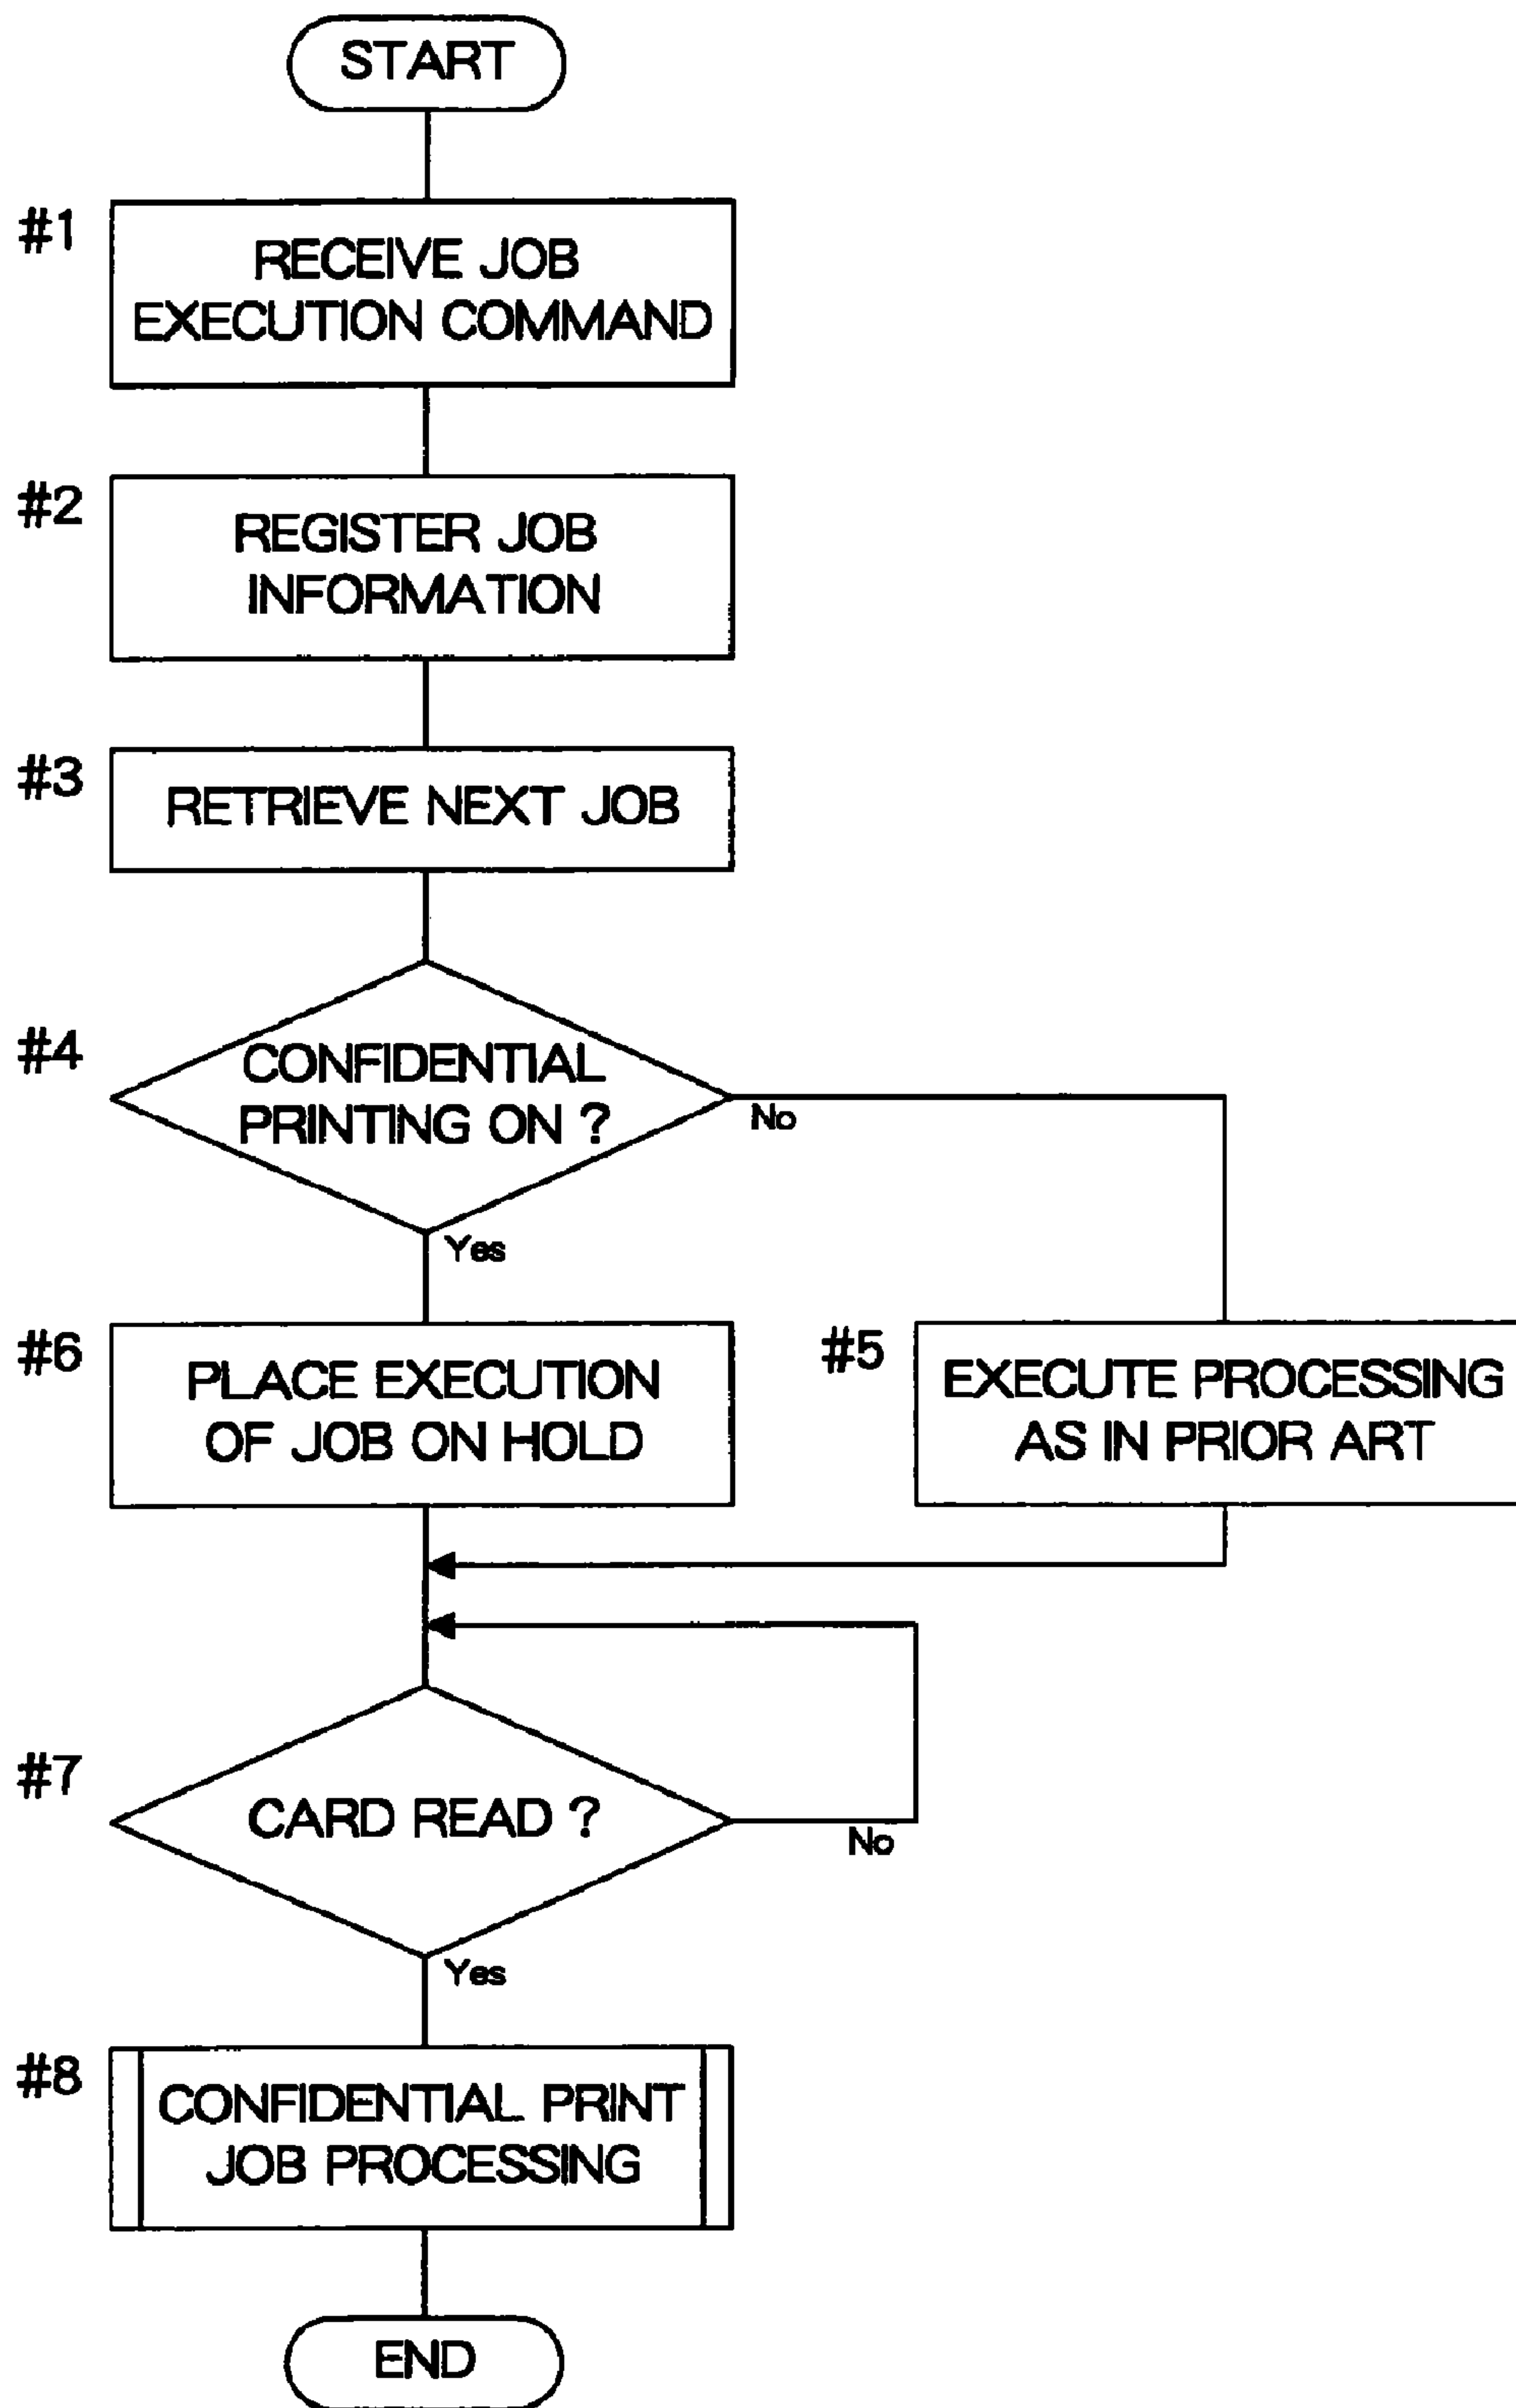 START
#1
RECEIVE JOB
EXECUTION COMMAND
#2
REGISTER JOB
INFORMATION
#3
RETRIEVE NEXT JOB
#4
CONFIDENTIAL
PRINTING ON ?
No
Yes
#6
PLACE EXECUTION
OF JOB ON HOLD
#5
EXECUTE PROCESSING
AS IN PRIOR ART
#7
CARD READ ?
No
Yes
#8
CONFIDENTIAL PRINT
JOB PROCESSING
END